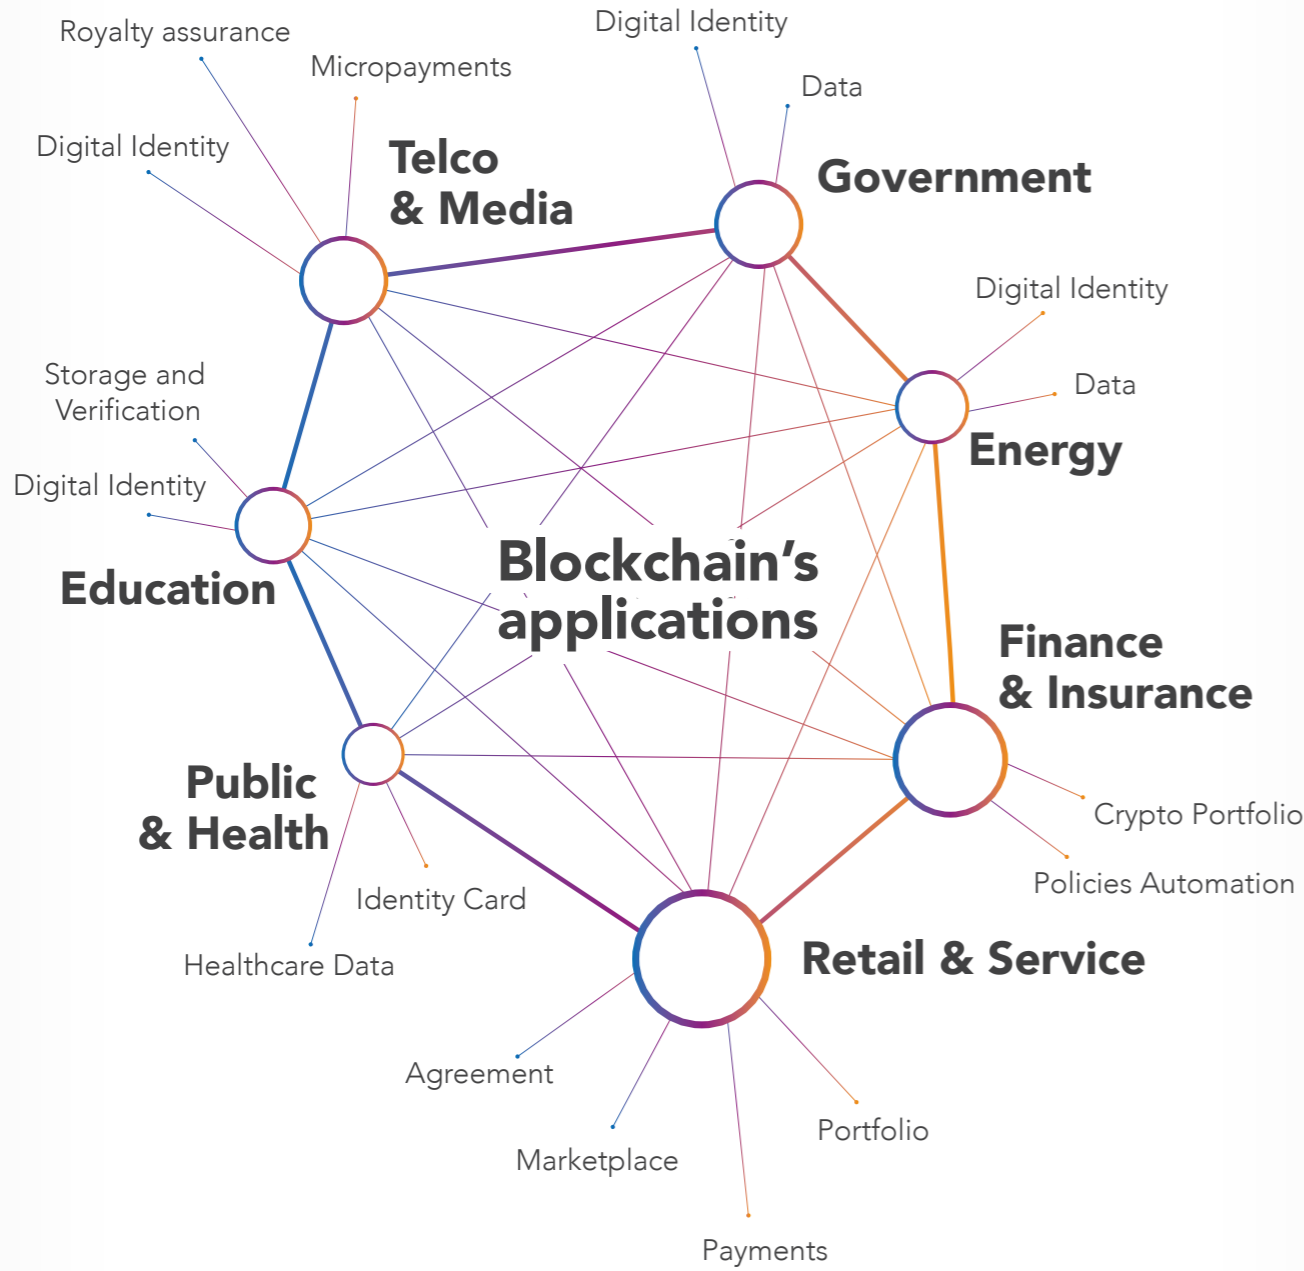 Digital Identity
Royalty assurance
Micropayments
Data
Digital Identity
Telco
& Media
Government
Digital Identity
Storage and
Verification
Data
Energy
Digital Identity
Education
Blockchain’s
applications
Finance
& Insurance
Public
& Health
Crypto Portfolio
Policies Automation
Identity Card
Healthcare Data
Retail & Service
Agreement
Portfolio
Marketplace
Payments